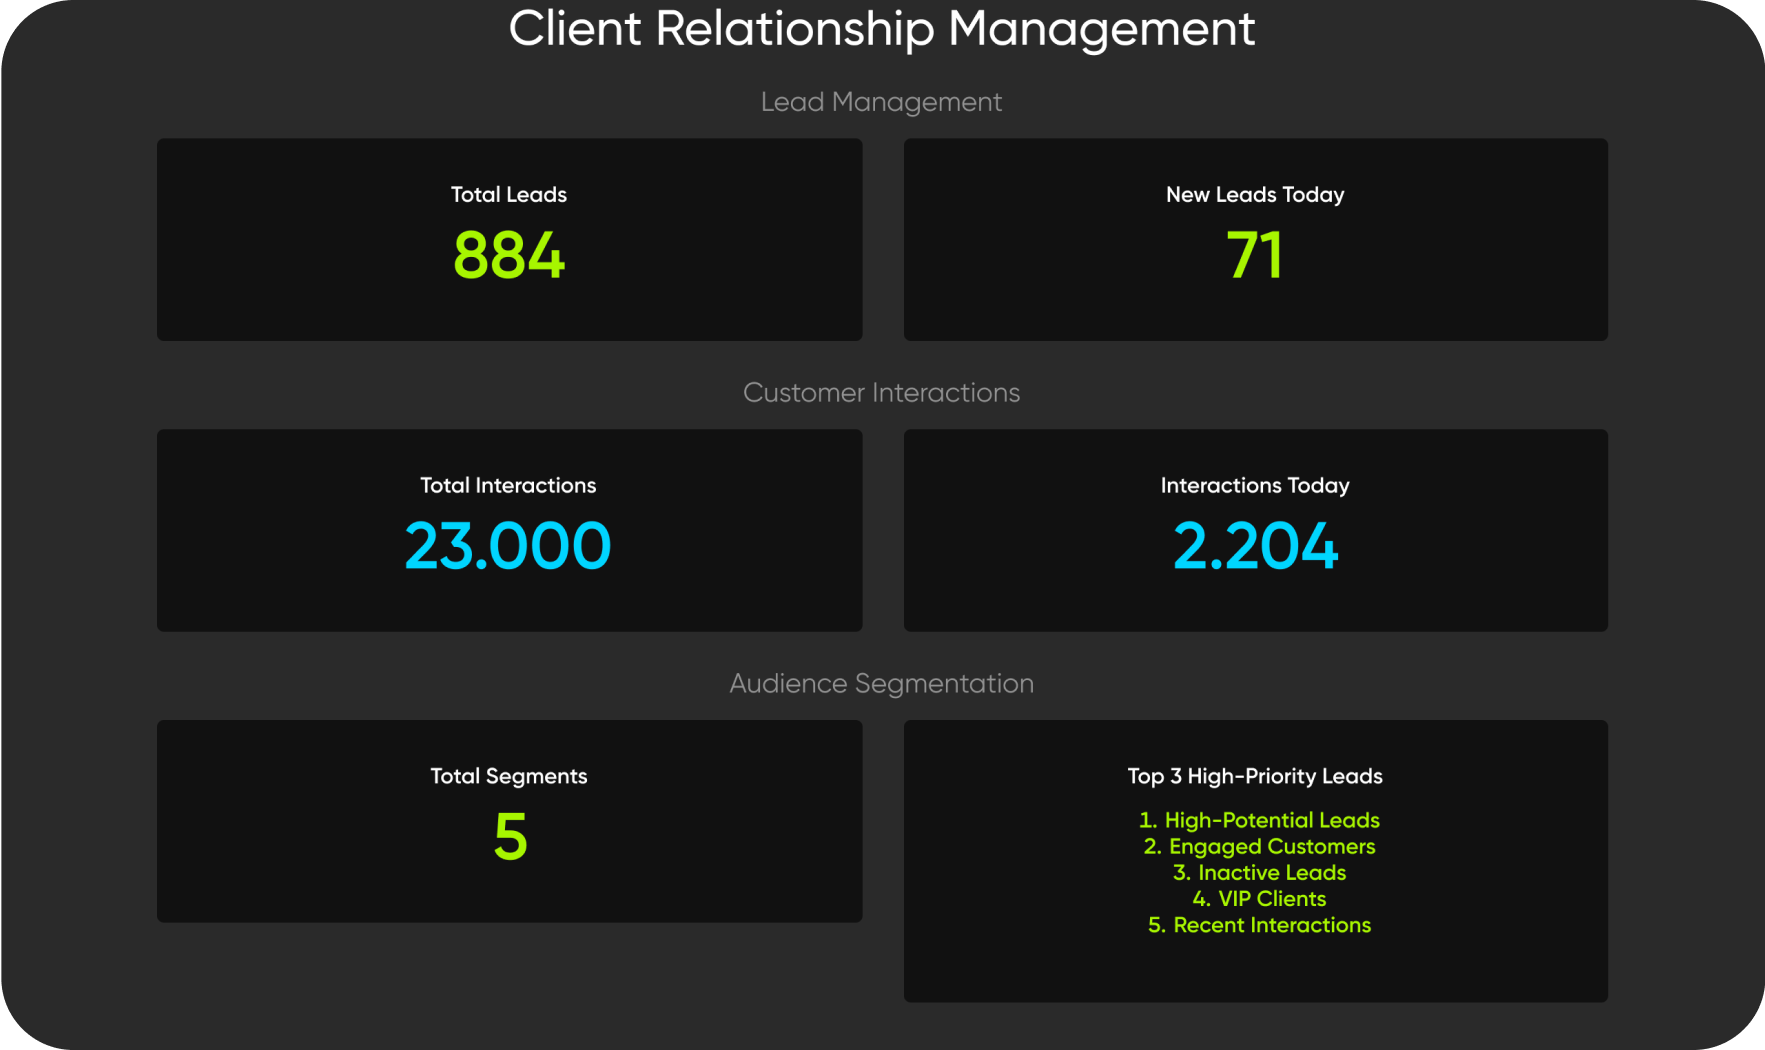 Client Relationship Management
Lead Management
Total Leads
884
New Leads Today
71
Customer Interactions
Total Interactions
23.000
Interactions Today
2.204
Audience Segmentation
Total Segments
5
Top 3 High-Priority Leads
1. High-Potential Leads
2. Engaged Customers
3. Inactive Leads
4. VIP Clients
5. Recent Interactions